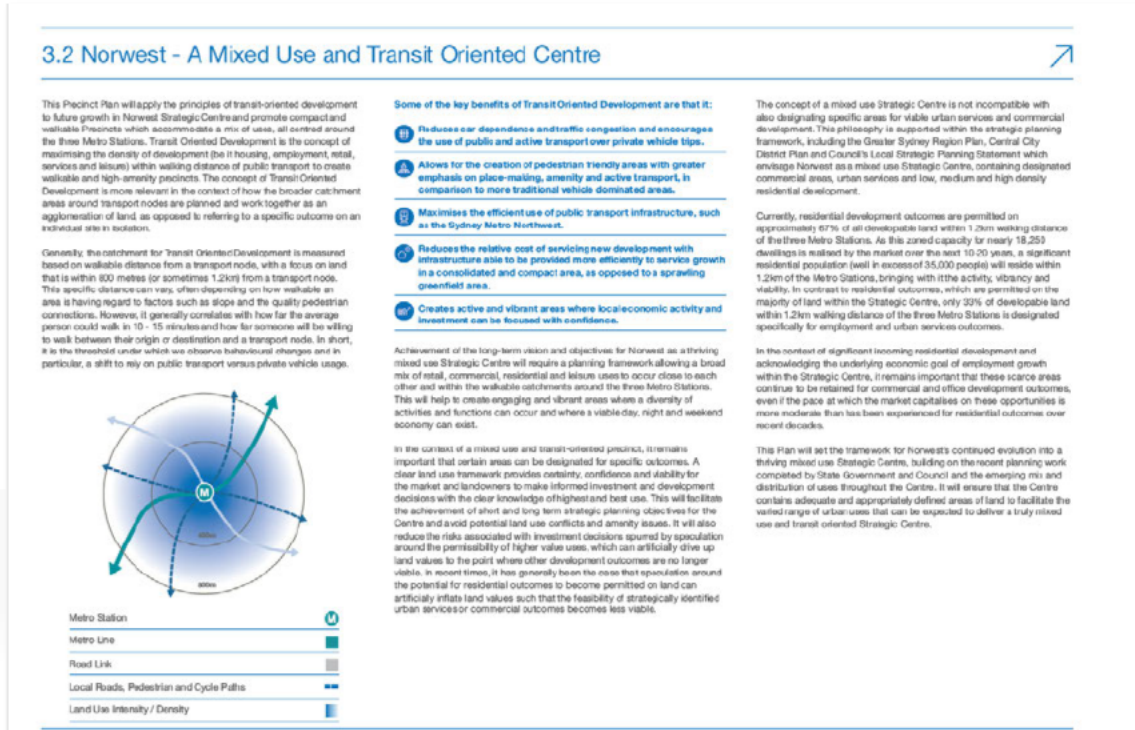 3.2 Norwest - A Mixed Use and Transit Oriented Centre
This Precinct Plan will apply the principles of transit-oriented development
to future growth in Norwest Strategic Centre and promote compact and
walkable Precincts which accommodate a mix of uses, all centred around
the three Metro Stations. Transit Oriented Development is the concept of
maximising the density of development (be it housing, employment, retail,
services and leisure) within walking distance of public transport to create
walkable and high-amenity precincts. The concept of Transit Oriented
Development is more relevant in the context of how the broader catchment
areas around transport nodes are planned and work together as an
agglomeration of land, as opposed to referring to a specific outcome on an
individual site in isolation.
Generally, the catchment for Transit Oriented Development is measured
based on walkable distance from a transport node, with a focus on land
that is within 800 metres (or sometimes 1.2km) from a transport node.
This specific distance can vary, often depending on how walkable an
area is having regard to factors such as slope and the quality pedestrian
connections. However, it generally correlates with how far the average
person could walk in 10 - 15 minutes and how far someone will be willing
to walk between their origin or destination and a transport node. In short,
it is the threshold under which we observe behavioural changes and in
particular, a shift to rely on public transport versus private vehicle usage.
M
400m
800m
Metro Station
M
Metro Line
Road Link
Local Roads, Pedestrian and Cycle Paths
Land Use Intensity / Density
Some of the key benefits of Transit Oriented Development are that it:
Reduces car dependence and traffic congestion and encourages
the use of public and active transport over private vehicle trips.
Allows for the creation of pedestrian friendly areas with greater
emphasis on place-making, amenity and active transport, in
comparison to more traditional vehicle dominated areas.
Maximises the efficient use of public transport infrastructure, such
as the Sydney Metro Northwest.
Reduces the relative cost of servicing new development with
infrastructure able to be provided more efficiently to service growth
in a consolidated and compact area, as opposed to a sprawling
greenfield area.
Creates active and vibrant areas where local economic activity and
investment can be focused with confidence.
Achievement of the long-term vision and objectives for Norwest as a thriving
mixed use Strategic Centre will require a planning framework allowing a broad
mix of retail, commercial, residential and leisure uses to occur close to each
other and within the walkable catchments around the three Metro Stations.
This will help to create engaging and vibrant areas where a diversity of
activities and functions can occur and where a viable day, night and weekend
economy can exist.
In the context of a mixed use and transit-oriented precinct, it remains
important that certain areas can be designated for specific outcomes. A
clear land use framework provides certainty, confidence and viability for
the market and landowners to make informed investment and development
decisions with the clear knowledge of highest and best use. This will facilitate
the achievement of short and long term strategic planning objectives for the
Centre and avoid potential land use conflicts and amenity issues. It will also
reduce the risks associated with investment decisions spurred by speculation
around the permissibility of higher value uses, which can artificially drive up
land values to the point where other development outcomes are no longer
viable. In recent times, it has generally been the case that speculation around
the potential for residential outcomes to become permitted on land can
artificially inflate land values such that the feasibility of strategically identified
urban services or commercial outcomes becomes less viable.
The concept of a mixed use Strategic Centre is not incompatible with
also designating specific areas for viable urban services and commercial
development. This philosophy is supported within the strategic planning
framework, including the Greater Sydney Region Plan, Central City
District Plan and Council's Local Strategic Planning Statement which
envisage Norwest as a mixed use Strategic Centre, containing designated
commercial areas, urban services and low, medium and high density
residential development.
Currently, residential development outcomes are permitted on
approximately 67% of all developable land within 1.2km walking distance
of the three Metro Stations. As this zoned capacity for nearly 18,250
dwellings is realised by the market over the next 10-20 years, a significant
residential population (well in excess of 35,000 people) will reside within
1.2km of the Metro Stations, bringing with it the activity, vibrancy and
viability. In contrast to residential outcomes, which are permitted on the
majority of land within the Strategic Centre, only 33% of developable land
within 1.2km walking distance of the three Metro Stations is designated
specifically for employment and urban services outcomes.
In the context of significant incoming residential development and
acknowledging the underlying economic goal of employment growth
within the Strategic Centre, it remains important that these scarce areas
continue to be retained for commercial and office development outcomes,
even if the pace at which the market capitalises on these opportunities is
more moderate than has been experienced for residential outcomes over
recent decades.
This Plan will set the framework for Norwest's continued evolution into a
thriving mixed use Strategic Centre, building on the recent planning work
completed by State Government and Council and the emerging mix and
distribution of uses throughout the Centre. It will ensure that the Centre
contains adequate and appropriately defined areas of land to facilitate the
varied range of urban uses that can be expected to deliver a truly mixed
use and transit oriented Strategic Centre.